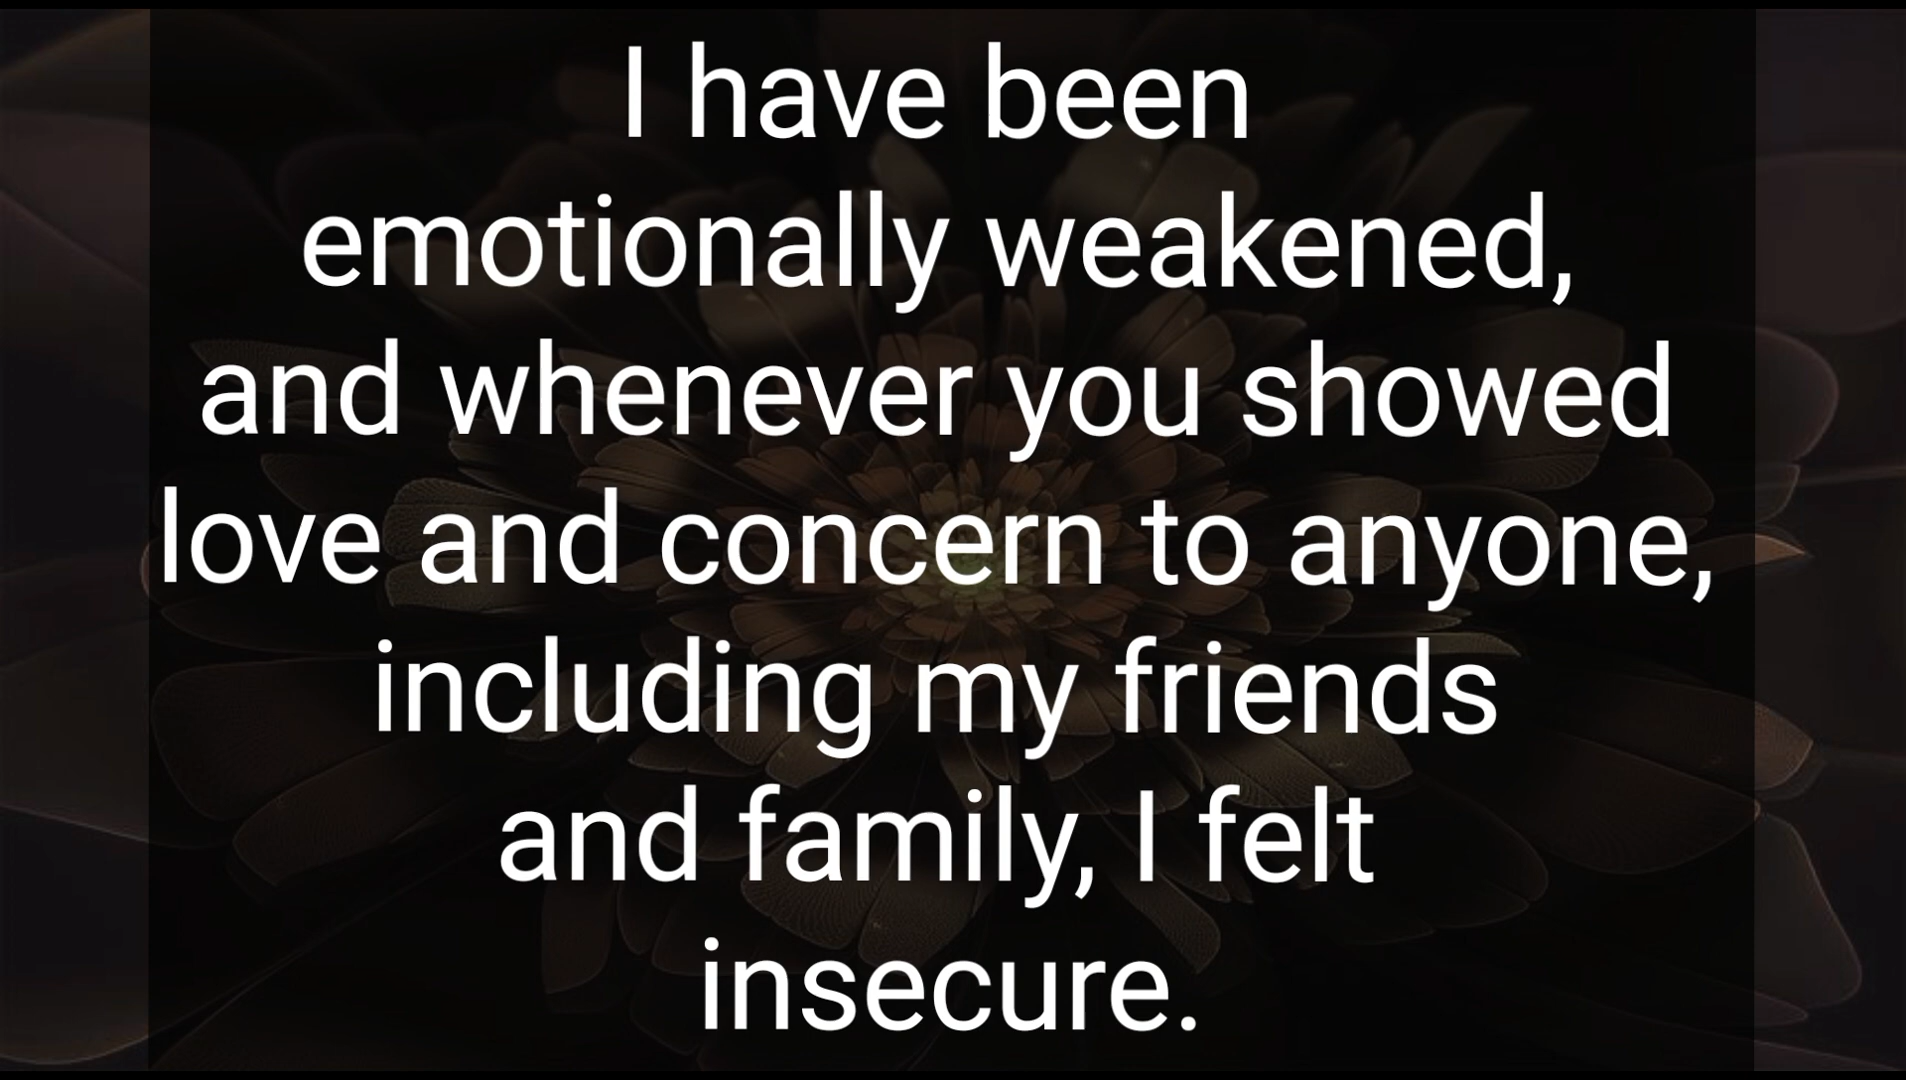 I have been
emotionally weakened,
and whenever you showed
love and concern to anyone,
including my friends
and family, I felt
insecure.